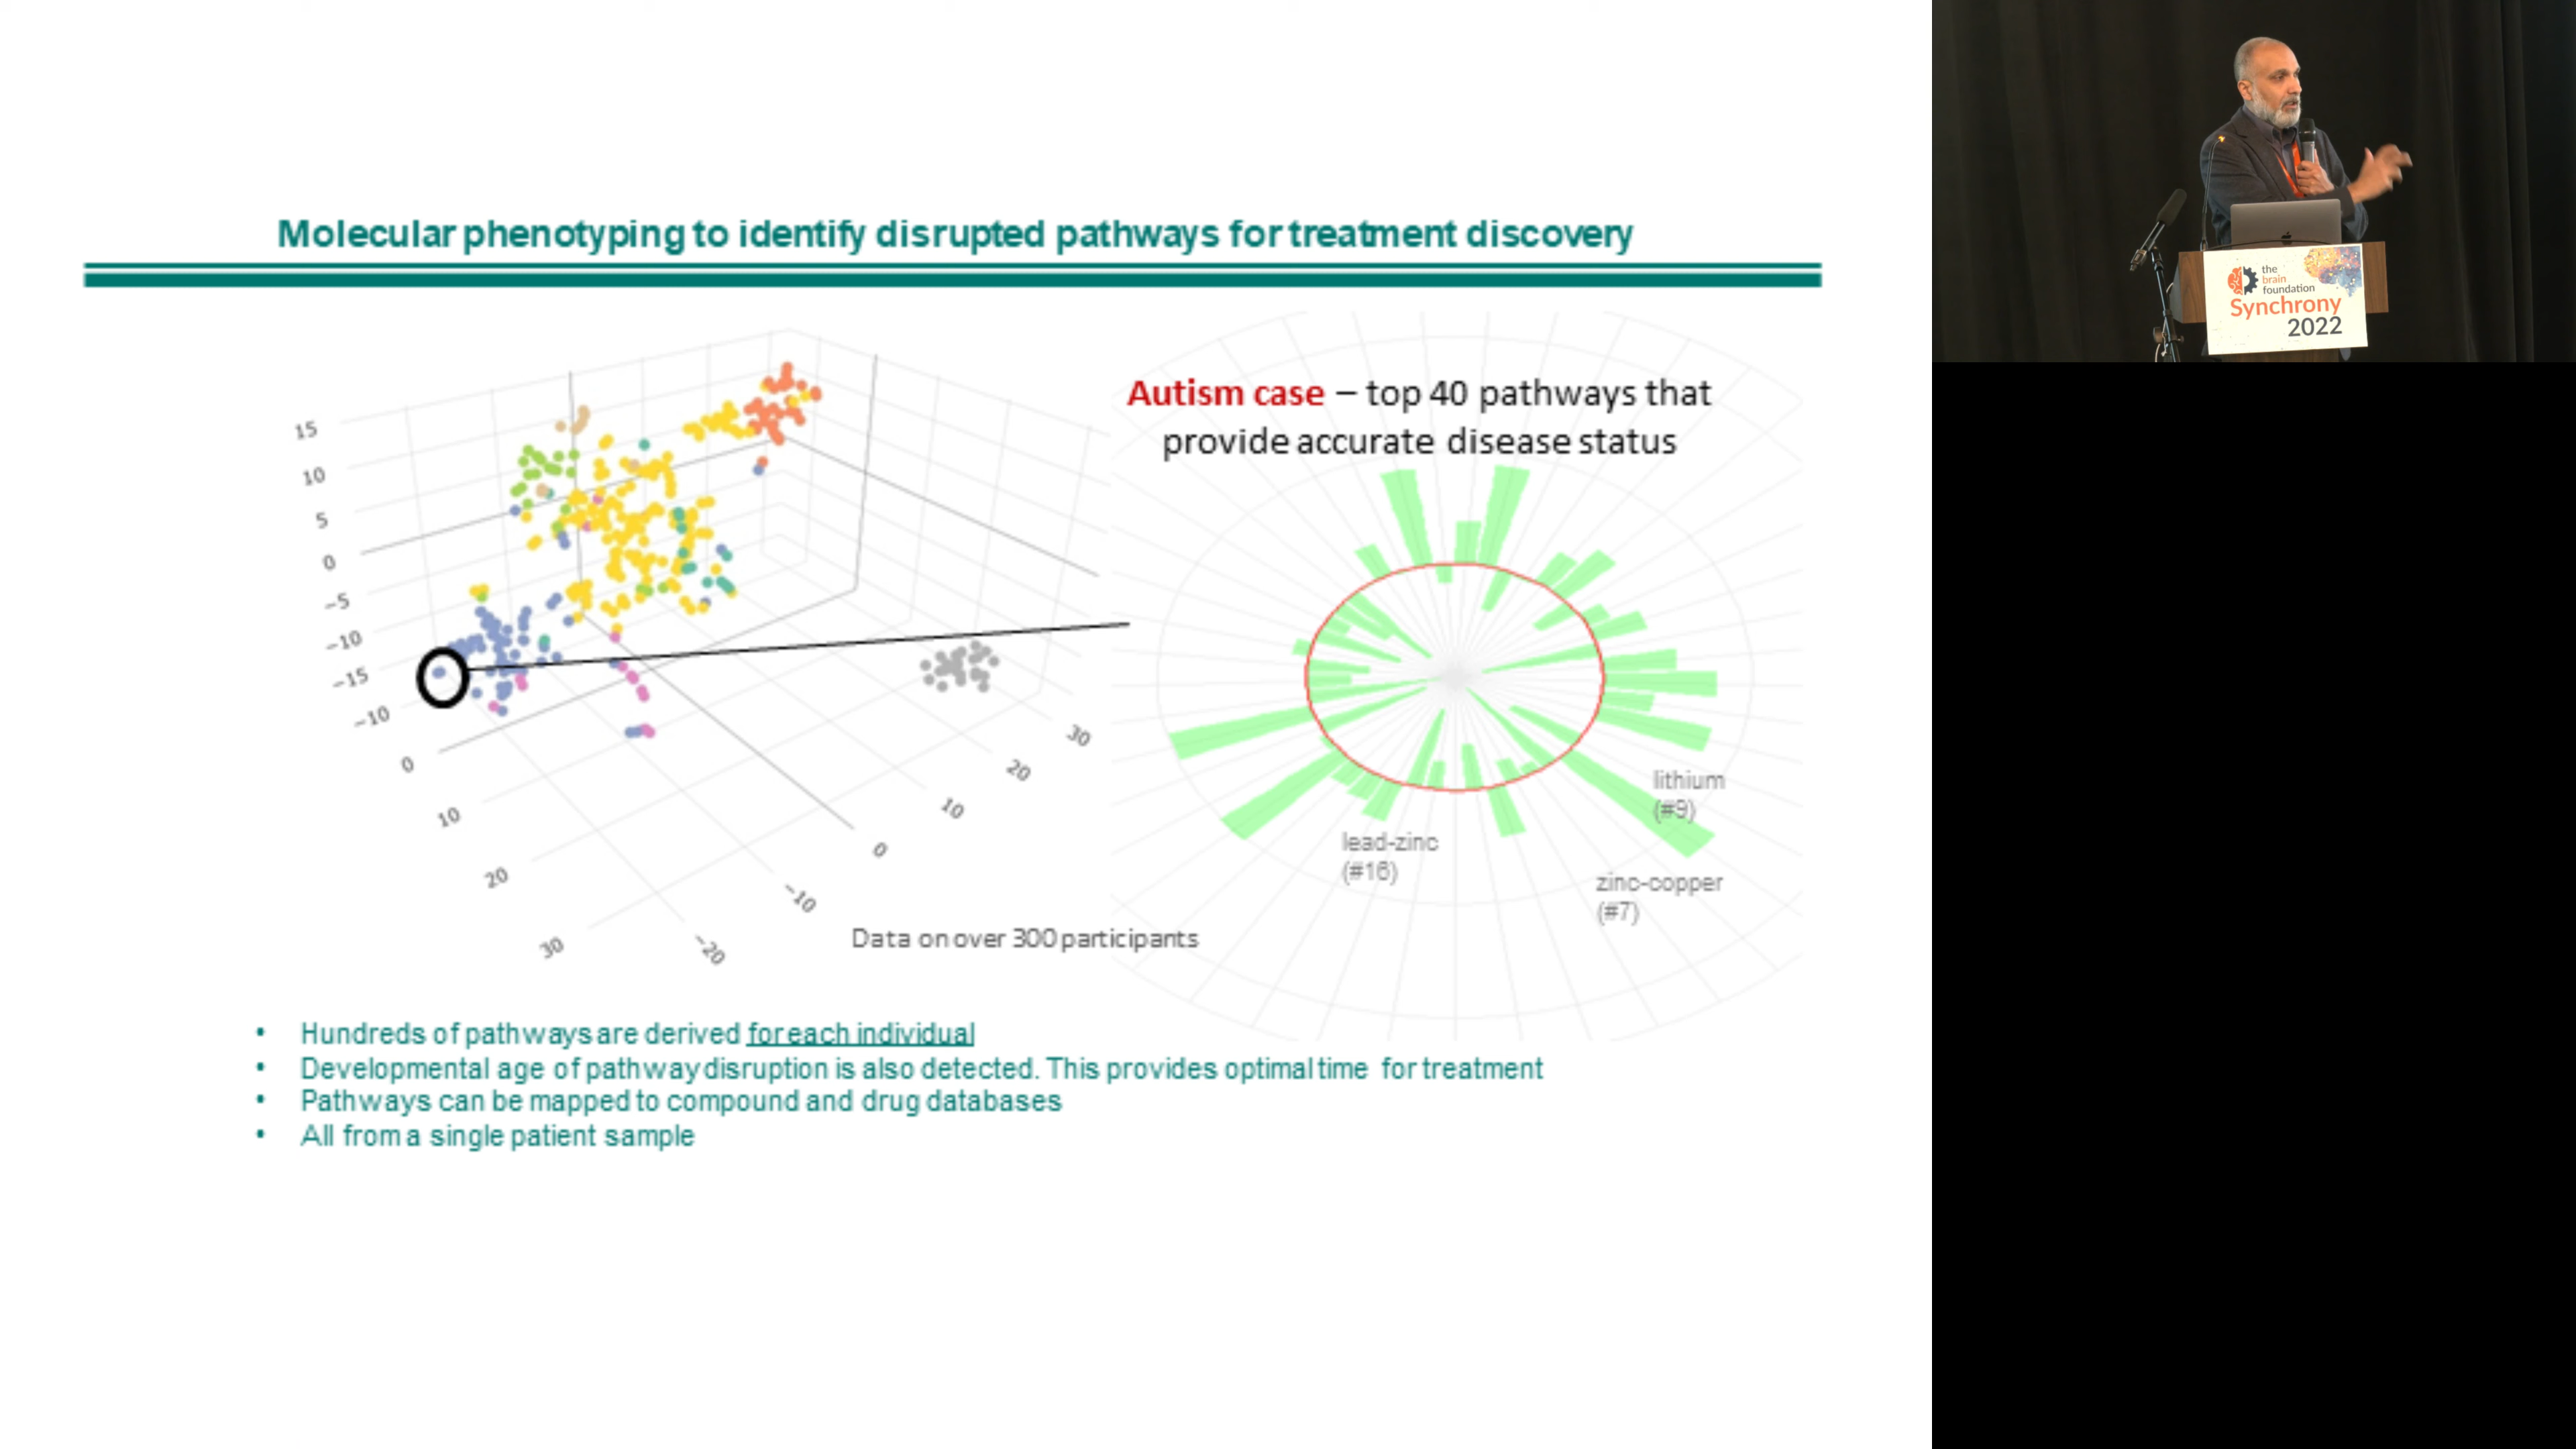 Molecular phenotyping to identify disrupted pathways for treatment discovery
15
10
5
0
−5
−10
−15
−10
0
10
20
30
−20
−10
0
10
20
30
Data on over 300 participants
Autism case – top 40 pathways that
provide accurate disease status
lithium
(#9)
lead-zinc
(#16)
zinc-copper
(#7)
• Hundreds of pathways are derived for each individual
• Developmental age of pathway disruption is also detected. This provides optimal time for treatment
• Pathways can be mapped to compound and drug databases
• All from a single patient sample
the
brain
foundation
Synchrony
2022